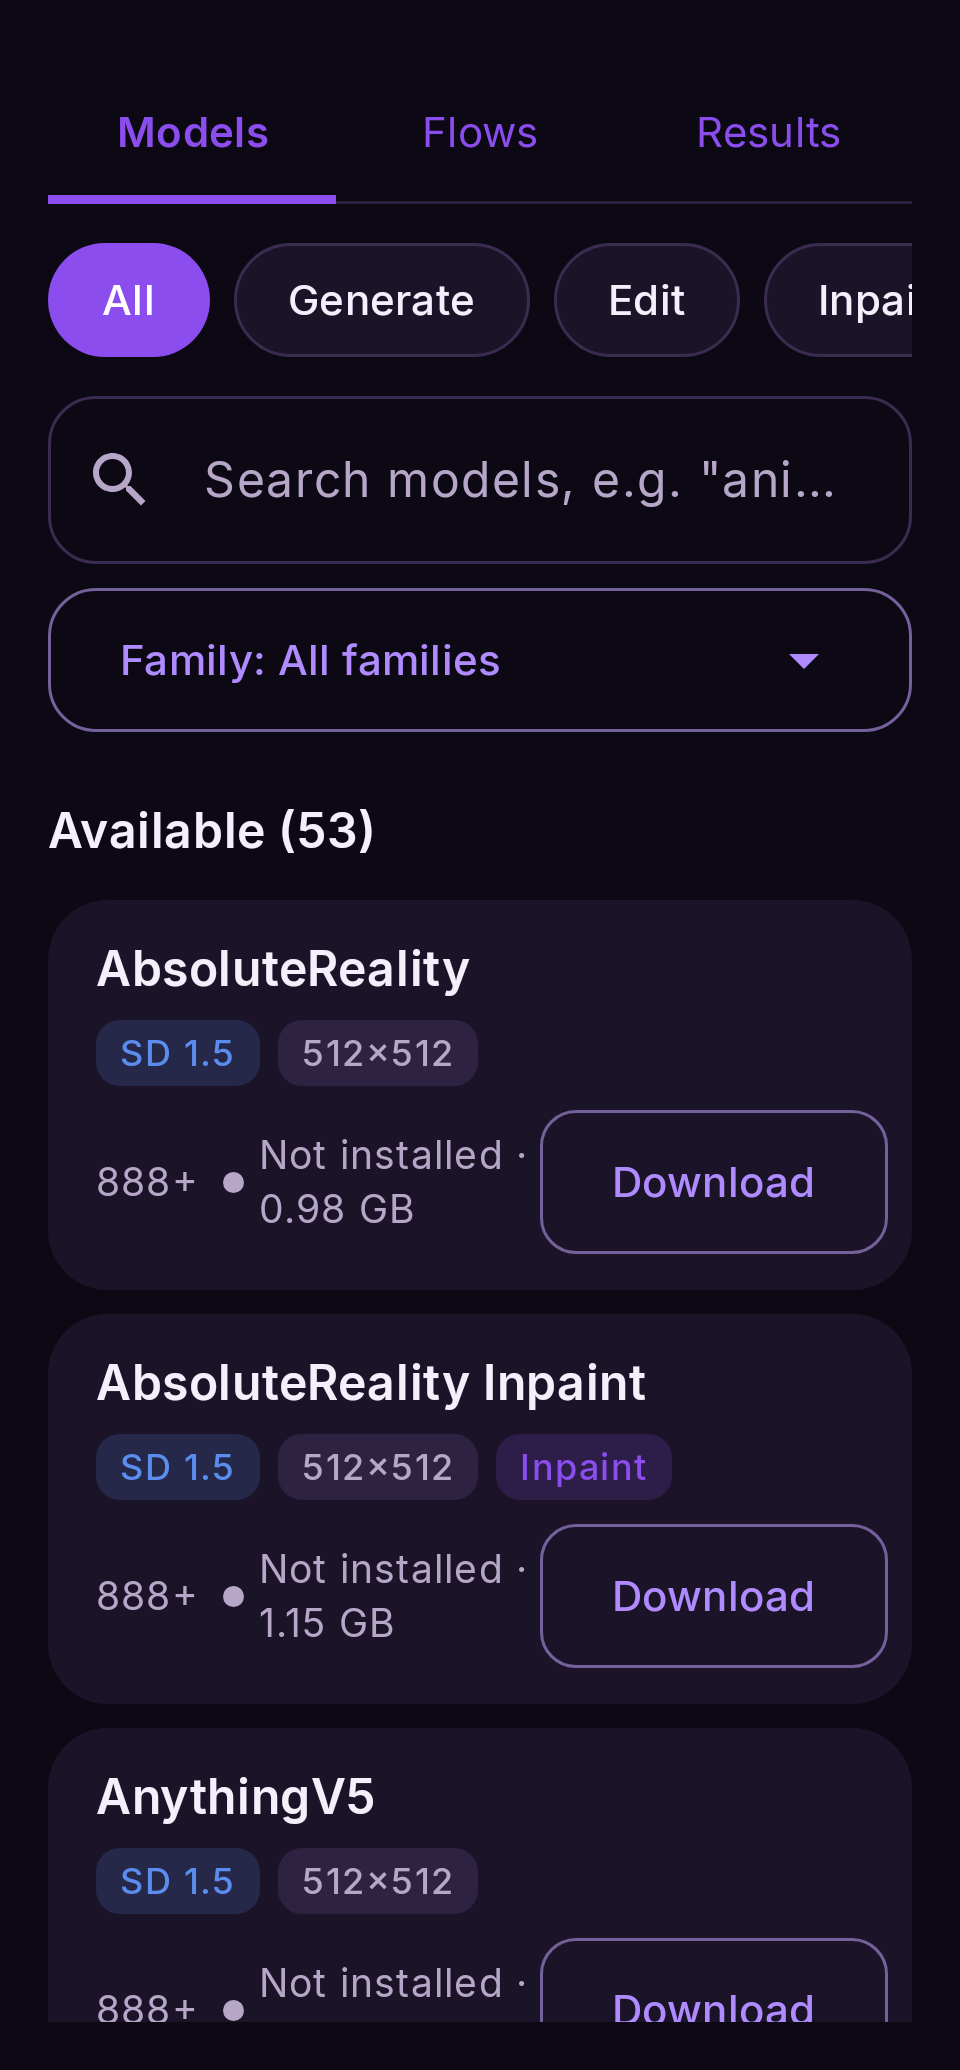 Models Flows Results
All Generate Edit Inpai
Search models, e.g. "ani...
Family: All families
Available (53)
AbsoluteReality
SD 1.5 512×512
888+ Not installed ·
0.98 GB
Download
AbsoluteReality Inpaint
SD 1.5 512×512 Inpaint
888+ Not installed ·
1.15 GB
Download
AnythingV5
SD 1.5 512×512
888+ Not installed ·
Download